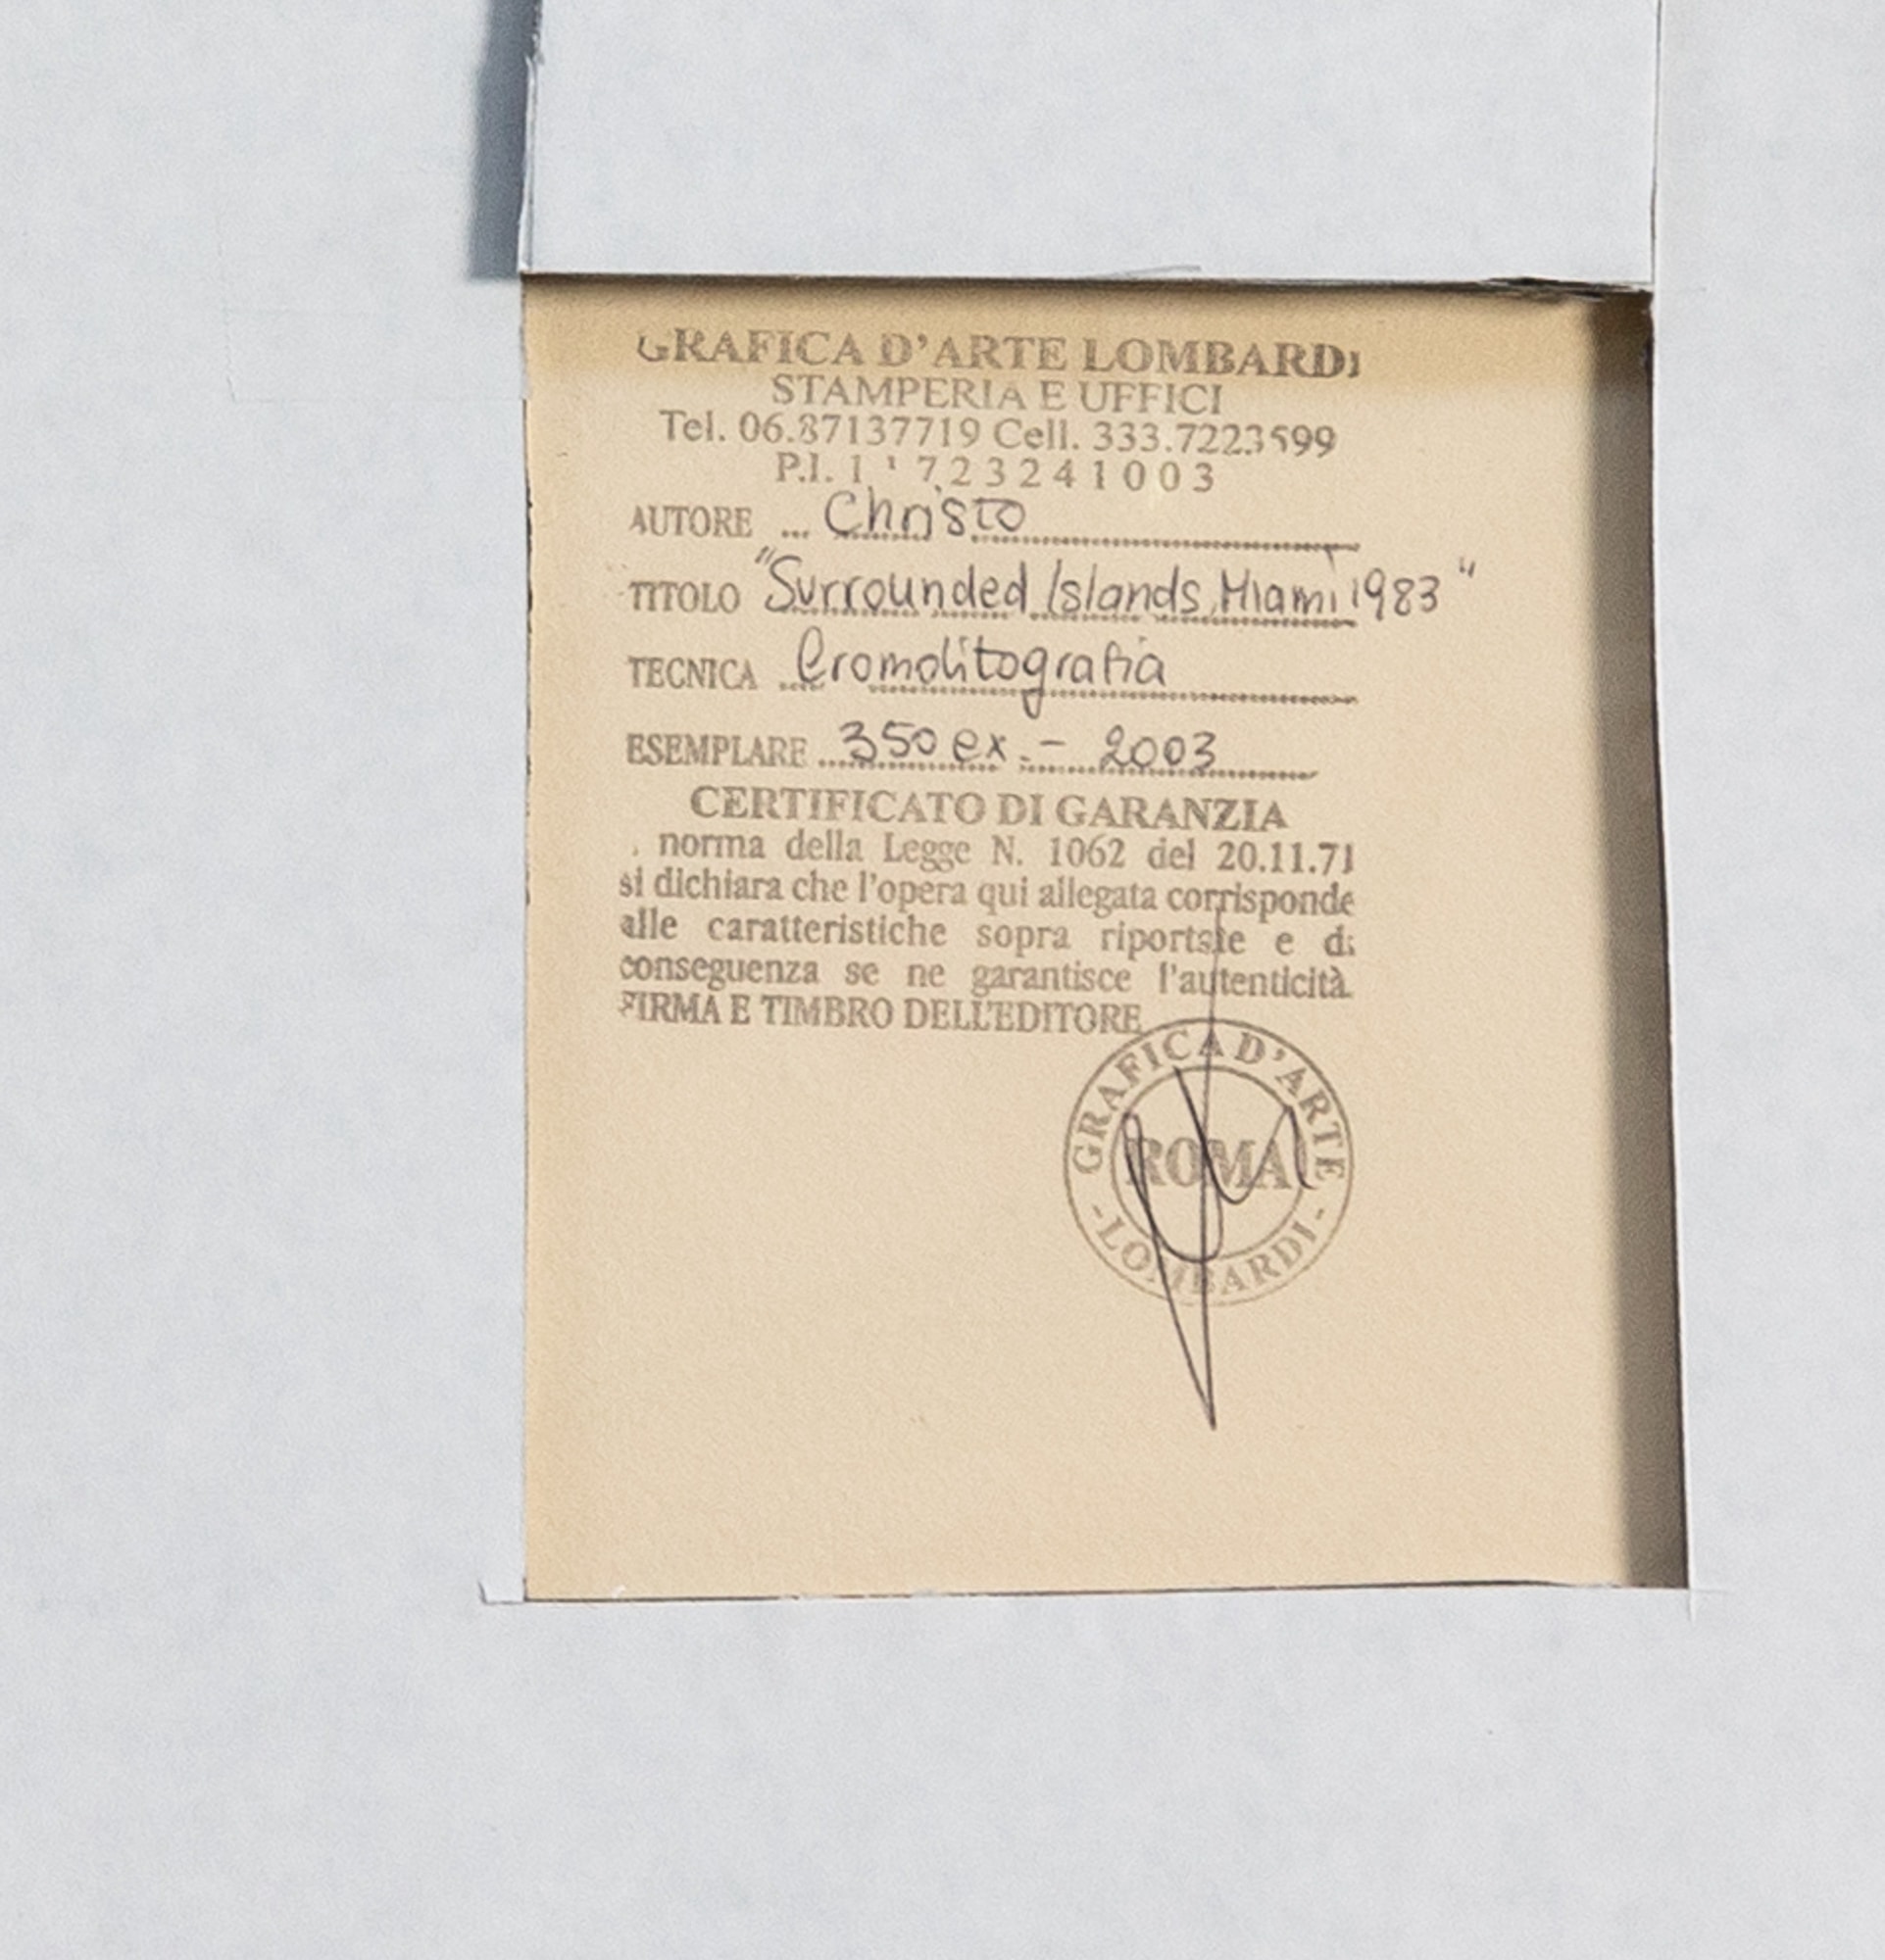 GRAFICA D'ARTE LOMBARDI
STAMPERIA E UFFICI
Tel. 06.87137719 Cell. 333.7223599
P.I.
AUTORE ... Christo
TITOLO "Surrounded Islands, Miami 1983"
TECNICA Cromolitografia
ESEMPLARE 350 ex. - 2003
CERTIFICATO DI GARANZIA
norma della Legge N. 1062 del 20.11.71
si dichiara che l'opera qui allegata corrisponde
alle caratteristiche sopra riportate e di
conseguenza se ne garantisce l'autenticità.
FIRMA E TIMBRO DELL'EDITORE
GRAFICA D'ARTE
ROMA
- LOMBARDI -